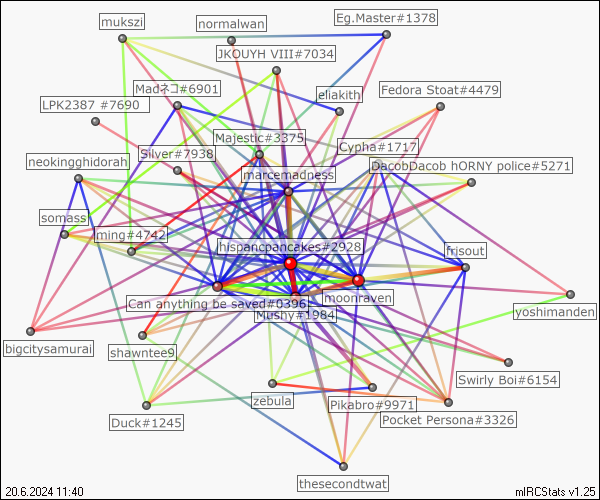 mukszi
normalwan
Eg.Master#1378
JKOUYH VIII#7034
Madネコ#6901
eliakith
Fedora Stoat#4479
LPK2387 #7690
Majestic#3375
Cypha#1717
Silver#7938
neokingghidorah
marcemadness
DacobDacob hORNY police#5271
somass
ming#4742
hispancpancakes#2928
frisout
Can anything be saved#0396
moonraven
Mushy#1984
yoshimanden
bigcitysamurai
shawntee9
Swirly Boi#6154
zebula
Pikabro#9971
Duck#1245
Pocket Persona#3326
thesecondtwat
20.6.2024 11:40
mIRCStats v1.25